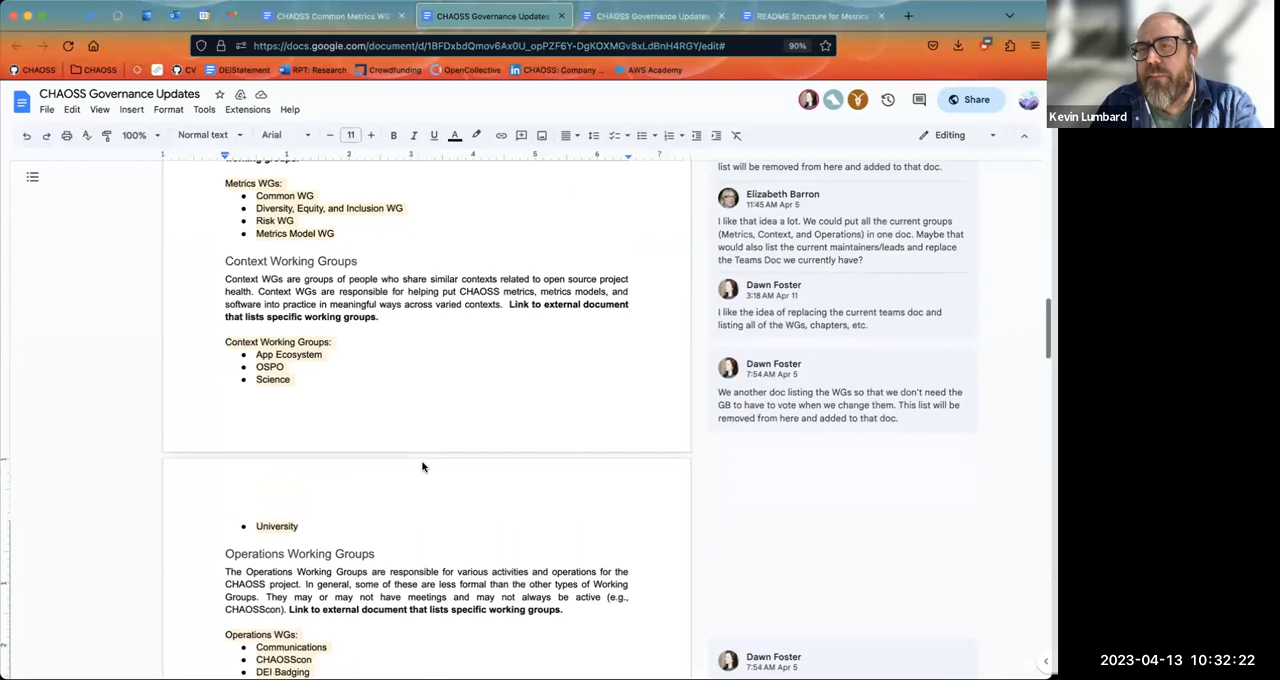 CHAOSS Common Metrics WG
CHAOSS Governance Updates
CHAOSS Governance Updates
README Structure for Metrics
https://docs.google.com/document/d/1BFDxbdQmov6Ax0U_opPZF6Y-DgKOXMGv8xLdBnH4RGY/edit#
90%
CHAOSS
CHAOSS
CV
DEIStatement
RPT: Research
Crowdfunding
OpenCollective
CHAOSS: Company ...
AWS Academy
CHAOSS Governance Updates
Share
File Edit View Insert Format Tools Extensions Help
100% Normal text Arial 11 Editing
1 1 2 3 4 5 6 7
working groups.
Metrics WGs:
● Common WG
● Diversity, Equity, and Inclusion WG
● Risk WG
● Metrics Model WG
Context Working Groups
Context WGs are groups of people who share similar contexts related to open source project
health. Context WGs are responsible for helping put CHAOSS metrics, metrics models, and
software into practice in meaningful ways across varied contexts. Link to external document
that lists specific working groups.
Context Working Groups:
● App Ecosystem
● OSPO
● Science
● University
Operations Working Groups
The Operations Working Groups are responsible for various activities and operations for the
CHAOSS project. In general, some of these are less formal than the other types of Working
Groups. They may or may not have meetings and may not always be active (e.g.,
CHAOSScon). Link to external document that lists specific working groups.
Operations WGs:
● Communications
● CHAOSScon
● DEI Badging
list will be removed from here and added to that doc.
Elizabeth Barron
11:45 AM Apr 5
I like that idea a lot. We could put all the current groups
(Metrics, Context, and Operations) in one doc. Maybe that
would also list the current maintainers/leads and replace
the Teams Doc we currently have?
Dawn Foster
3:18 AM Apr 11
I like the idea of replacing the current teams doc and
listing all of the WGs, chapters, etc.
Dawn Foster
7:54 AM Apr 5
We another doc listing the WGs so that we don't need the
GB to have to vote when we change them. This list will be
removed from here and added to that doc.
Dawn Foster
7:54 AM Apr 5
Kevin Lumbard
2023-04-13 10:32:22